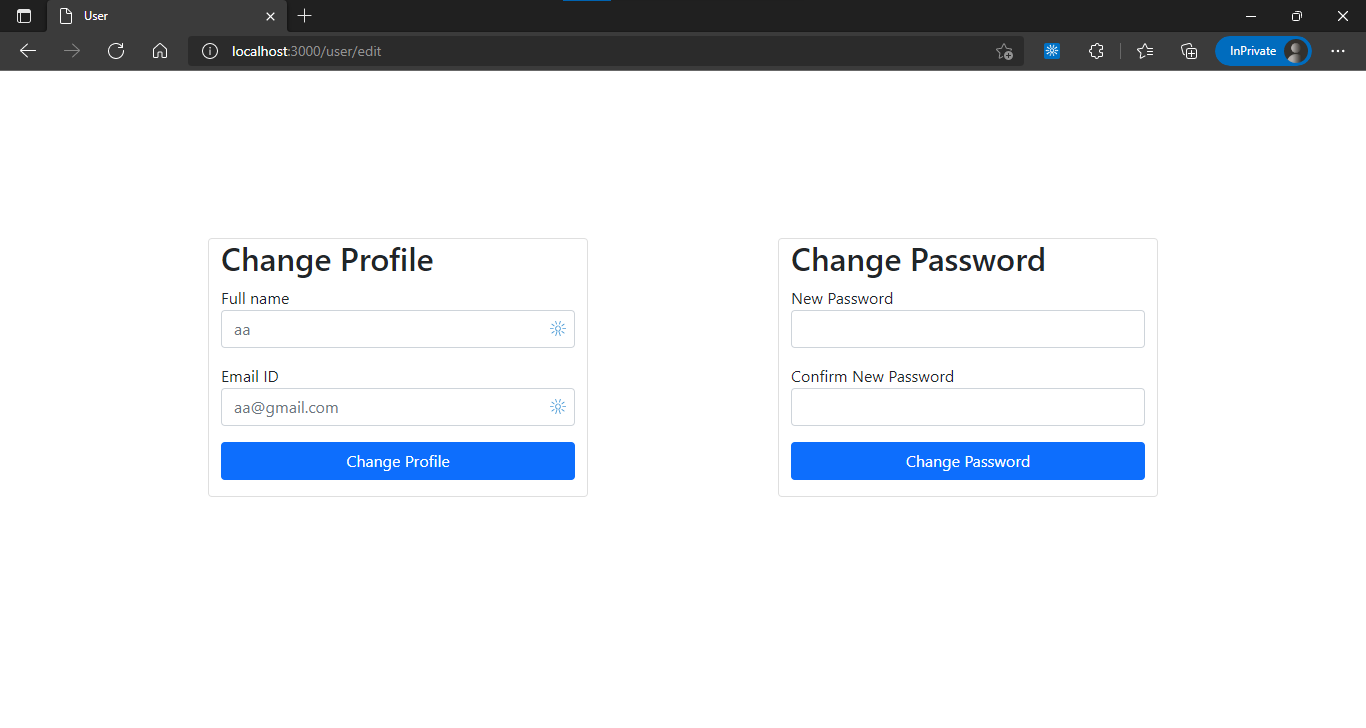 User
localhost:3000/user/edit
InPrivate
Change Profile
Full name
aa
Email ID
aa@gmail.com
Change Profile
Change Password
New Password
Confirm New Password
Change Password